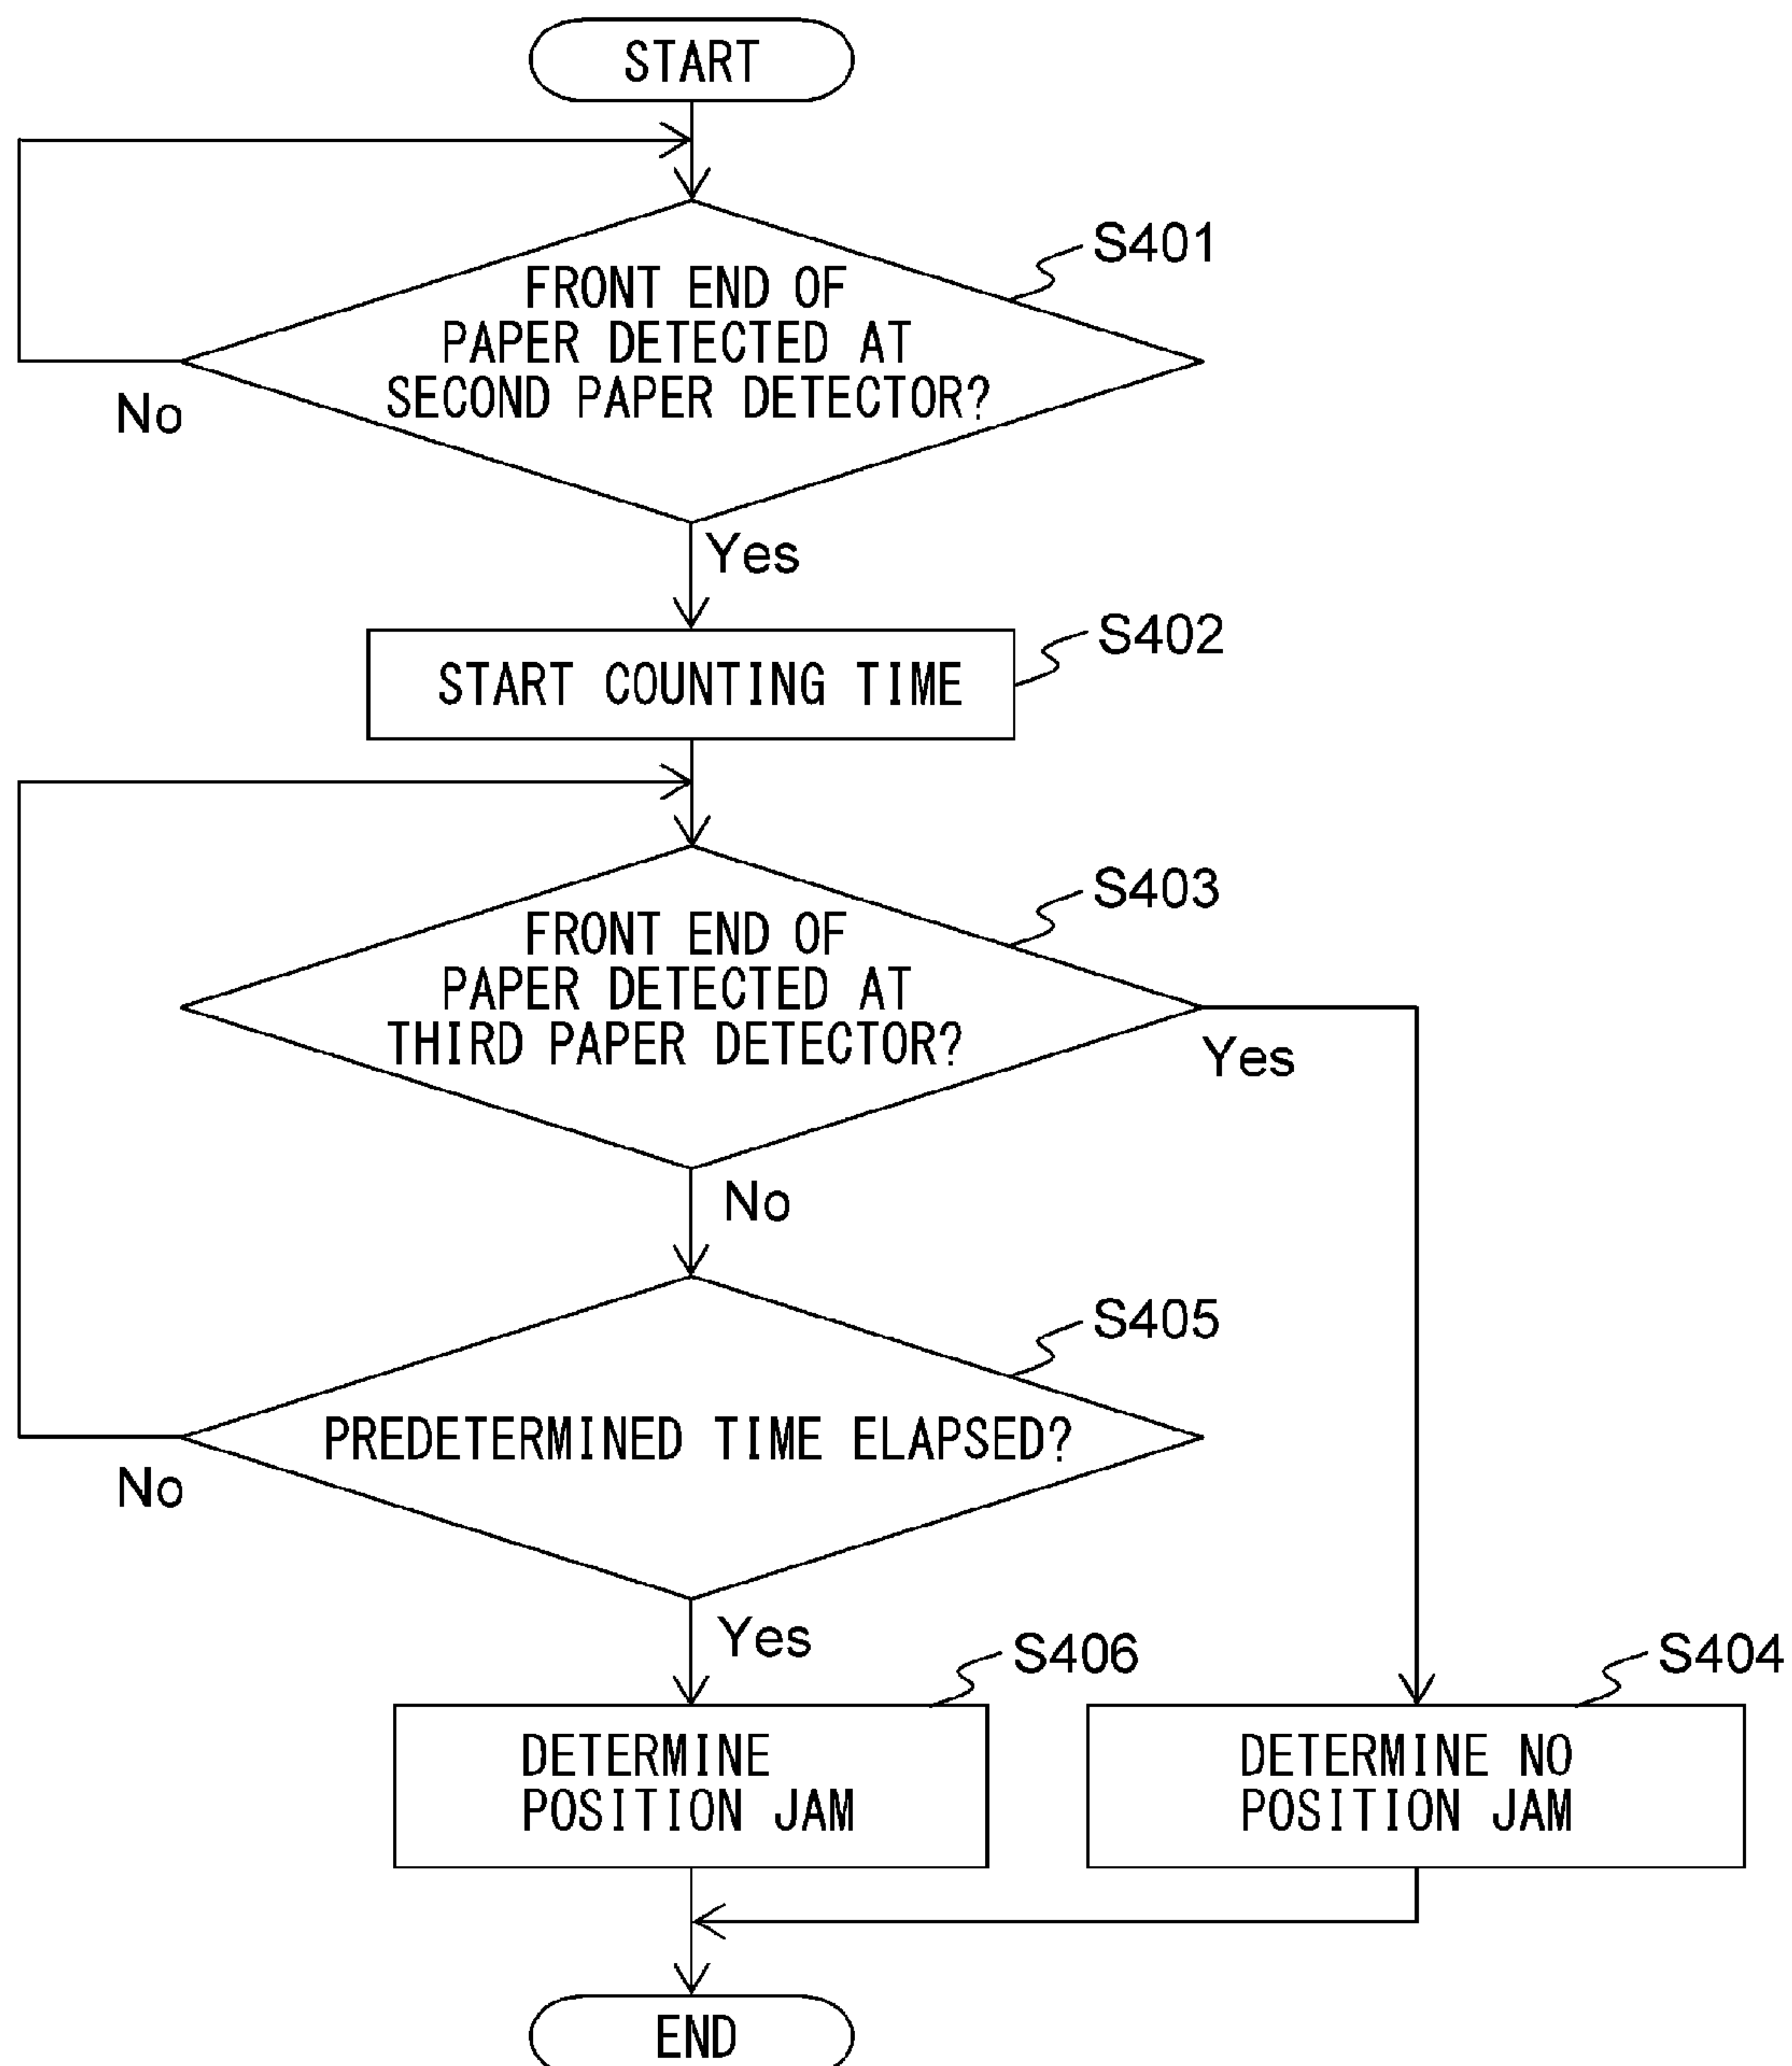 START
S401
FRONT END OF
PAPER DETECTED AT
SECOND PAPER DETECTOR?
No
Yes
S402
START COUNTING TIME
S403
FRONT END OF
PAPER DETECTED AT
THIRD PAPER DETECTOR?
Yes
No
S405
PREDETERMINED TIME ELAPSED?
No
Yes
S406
S404
DETERMINE
POSITION JAM
DETERMINE NO
POSITION JAM
END